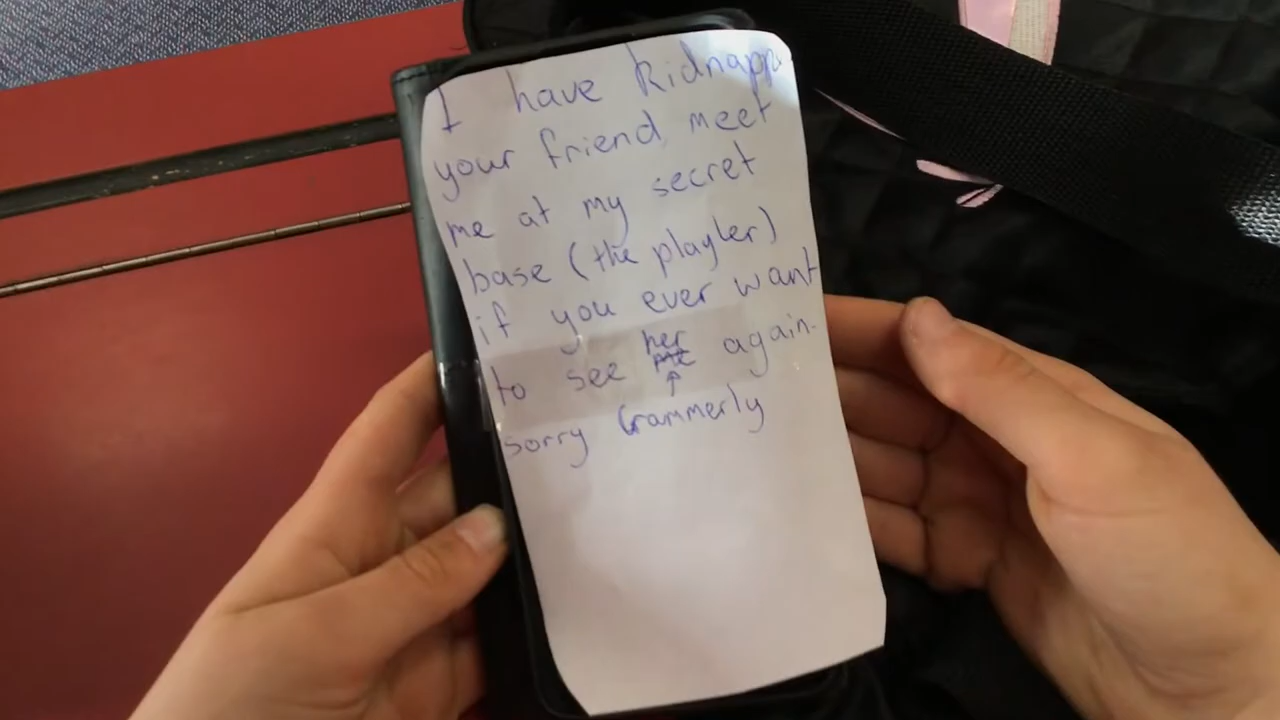 I have kidnapp
your friend meet
me at my secret
base (the playler)
if you ever want
her
to see me again.
sorry Grammerly